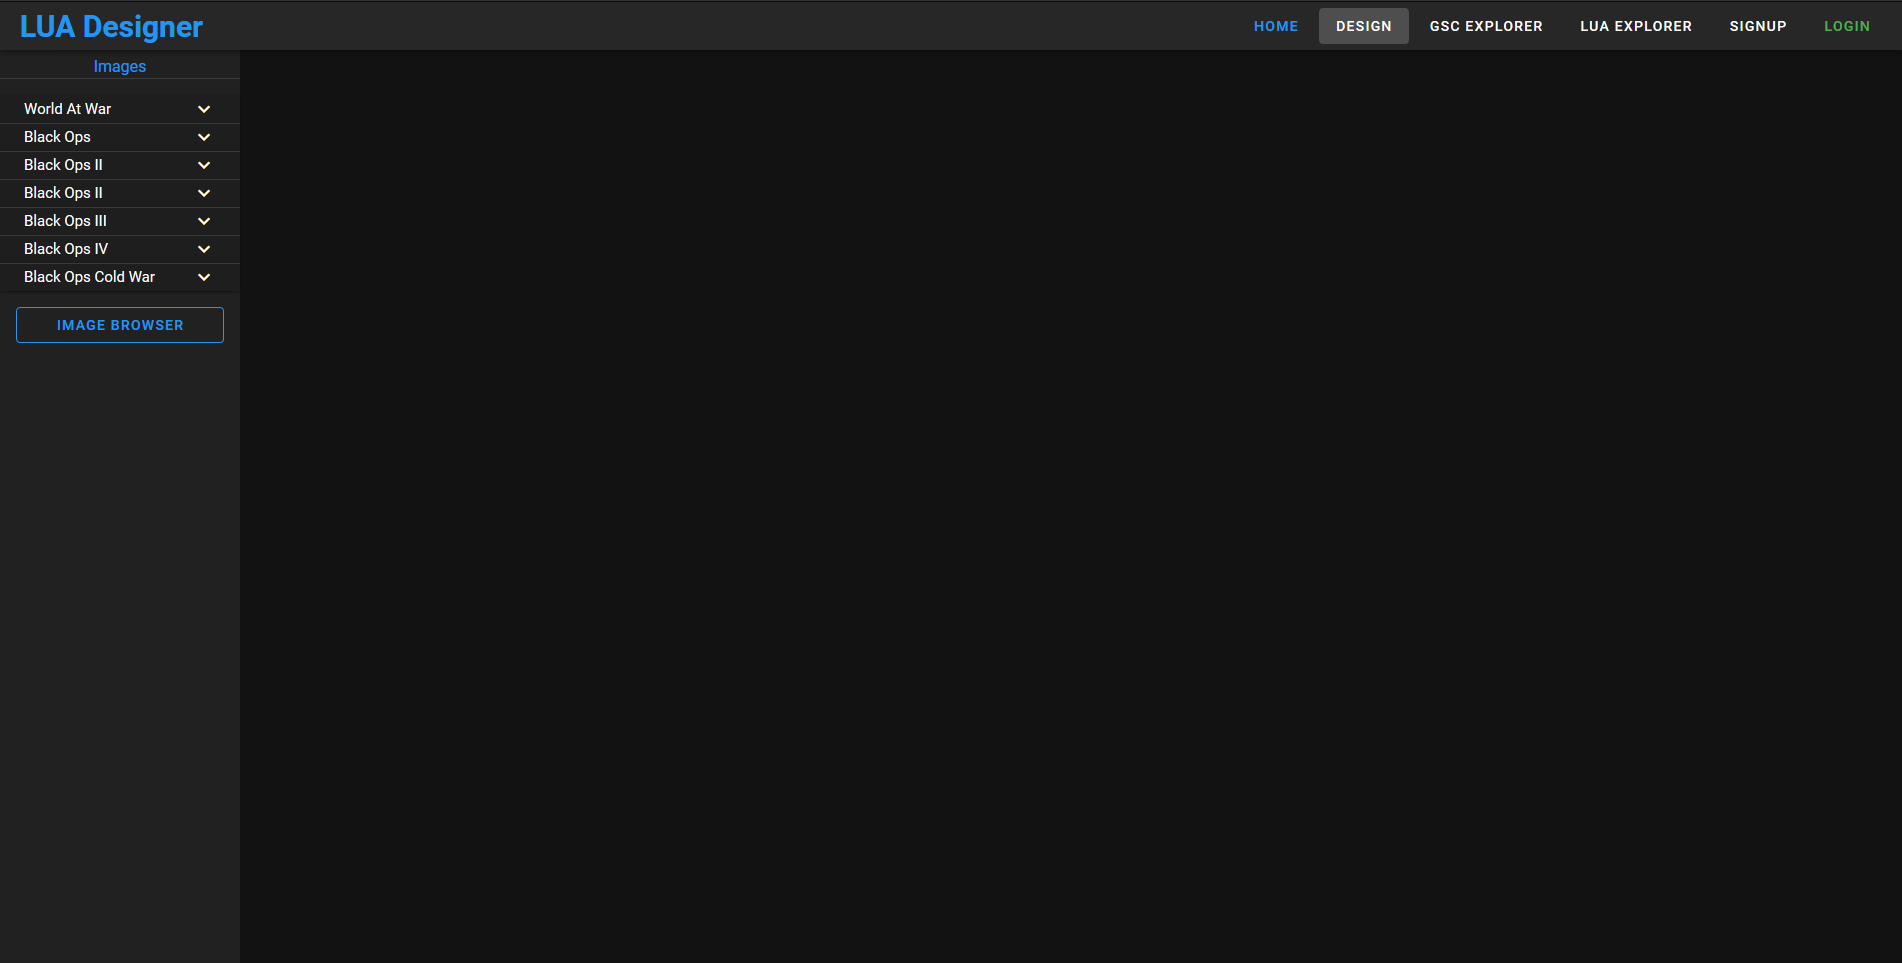 LUA Designer
HOME DESIGN GSC EXPLORER LUA EXPLORER SIGNUP LOGIN
Images
World At War
Black Ops
Black Ops II
Black Ops II
Black Ops III
Black Ops IV
Black Ops Cold War
IMAGE BROWSER